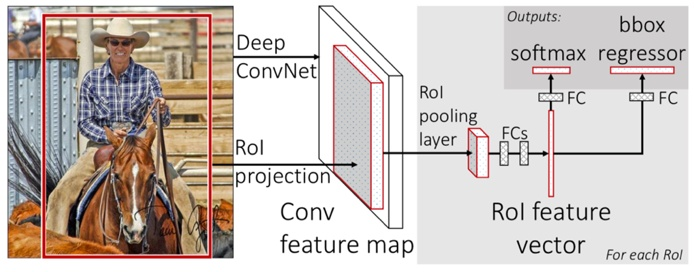 Deep
ConvNet
RoI
projection
Conv
feature map
RoI
pooling
layer
FCs
RoI feature
vector
Outputs:
softmax
bbox
regressor
FC
FC
For each RoI